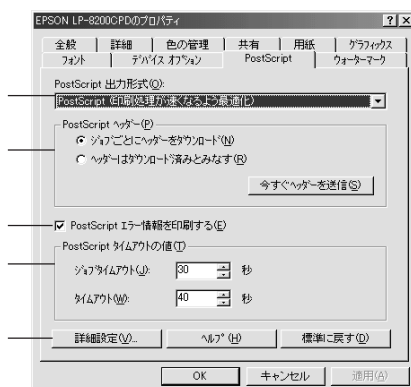 EPSON LP-8200CPDのプロパティ
全般 詳細 色の管理 共有 用紙 グラフィックス
フォント デバイス オプション PostScript ウォーターマーク
PostScript 出力形式(O):
PostScript (印刷処理が速くなるよう最適化)
PostScript ヘッダー(P)
ジョブごとにヘッダーをダウンロード(N)
ヘッダーはダウンロード済みとみなす(R)
今すぐヘッダーを送信(S)
PostScript エラー情報を印刷する(E)
PostScript タイムアウトの値(T)
ジョブ タイムアウト(J): 30 秒
タイムアウト(W): 40 秒
詳細設定(V)... ヘルプ(H) 標準に戻す(D)
OK キャンセル 適用(A)